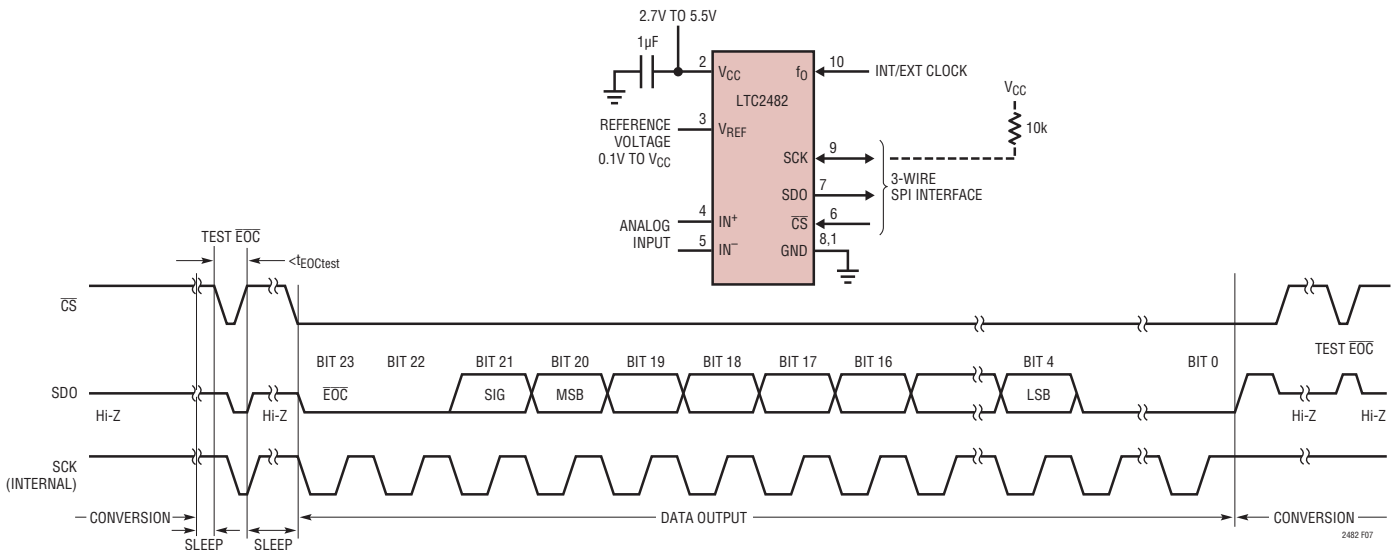 2.7V TO 5.5V
1µF
2
VCC
fO
10
INT/EXT CLOCK
LTC2482
VCC
10k
REFERENCE
VOLTAGE
0.1V TO VCC
3
VREF
SCK
9
SDO
7
3-WIRE
SPI INTERFACE
CS
6
ANALOG
INPUT
4
IN+
5
IN–
GND
8,1
TEST EOC
<tEOCtest
CS
BIT 23
BIT 22
BIT 21
BIT 20
BIT 19
BIT 18
BIT 17
BIT 16
BIT 4
BIT 0
TEST EOC
SDO
EOC
SIG
MSB
LSB
Hi-Z
Hi-Z
Hi-Z
Hi-Z
SCK
(INTERNAL)
CONVERSION
DATA OUTPUT
CONVERSION
SLEEP
SLEEP
2482 F07